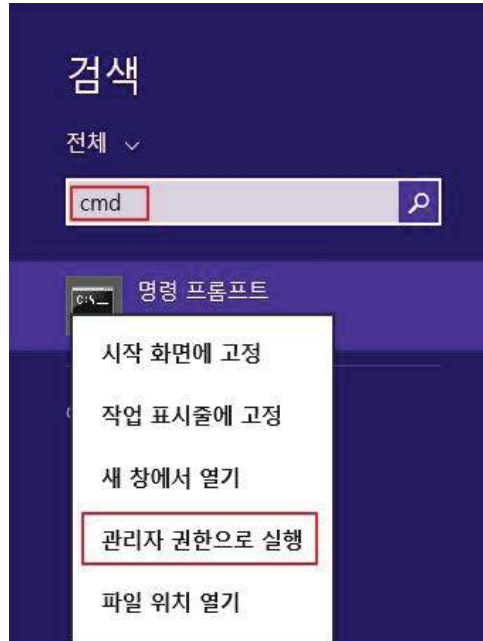 검색
전체
cmd
C:\_
명령 프롬프트
시작 화면에 고정
작업 표시줄에 고정
새 창에서 열기
관리자 권한으로 실행
파일 위치 열기